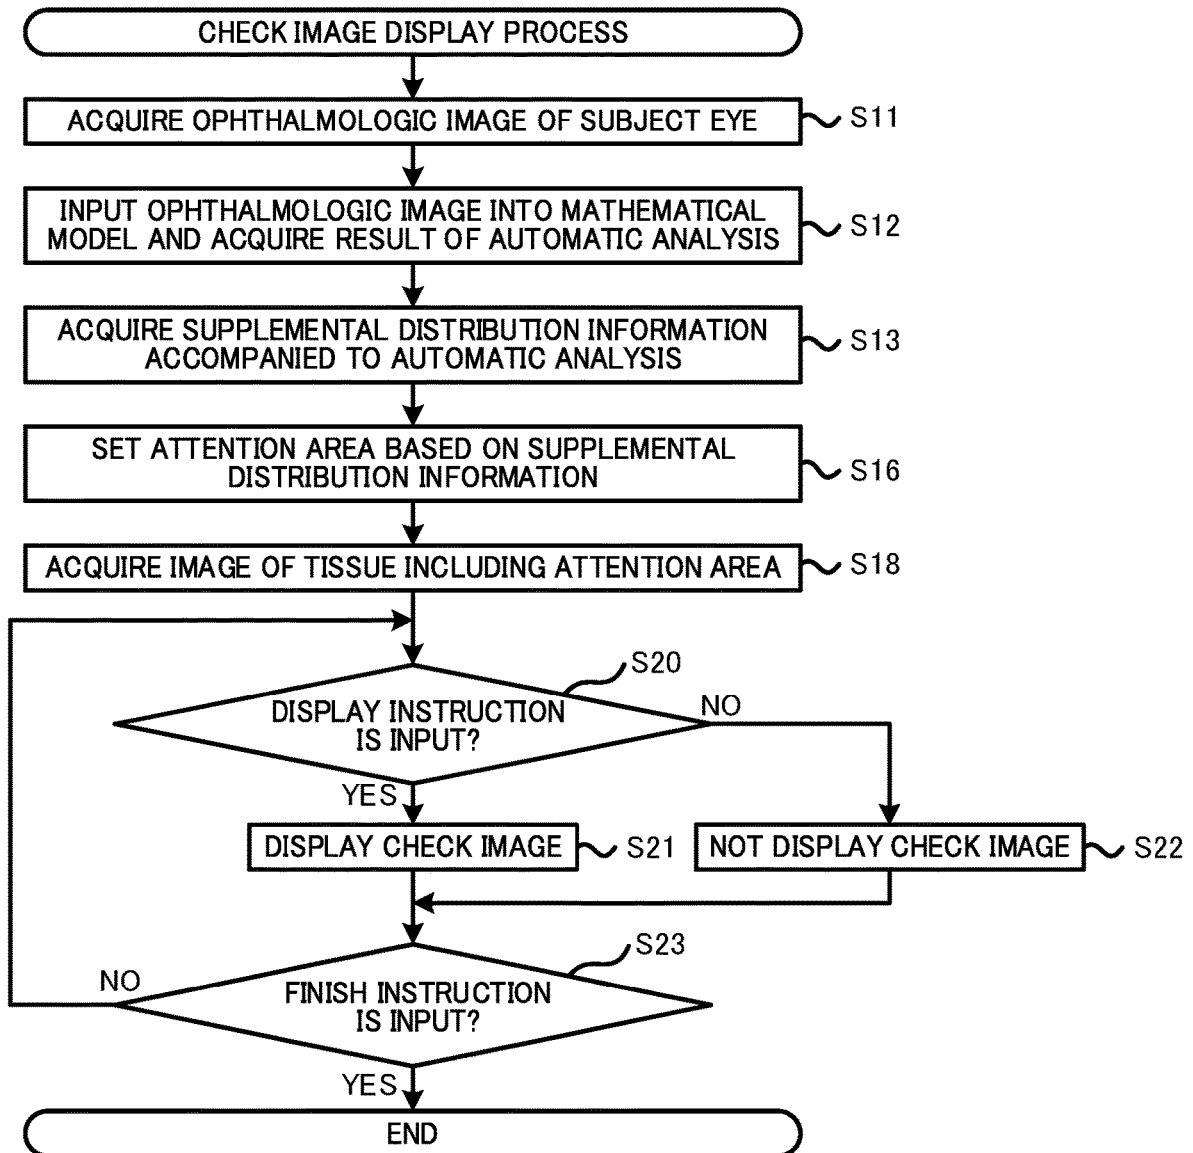 CHECK IMAGE DISPLAY PROCESS
ACQUIRE OPHTHALMOLOGIC IMAGE OF SUBJECT EYE
S11
INPUT OPHTHALMOLOGIC IMAGE INTO MATHEMATICAL
MODEL AND ACQUIRE RESULT OF AUTOMATIC ANALYSIS
S12
ACQUIRE SUPPLEMENTAL DISTRIBUTION INFORMATION
ACCOMPANIED TO AUTOMATIC ANALYSIS
S13
SET ATTENTION AREA BASED ON SUPPLEMENTAL
DISTRIBUTION INFORMATION
S16
ACQUIRE IMAGE OF TISSUE INCLUDING ATTENTION AREA
S18
S20
DISPLAY INSTRUCTION
IS INPUT?
NO
YES
DISPLAY CHECK IMAGE
S21
NOT DISPLAY CHECK IMAGE
S22
S23
NO
FINISH INSTRUCTION
IS INPUT?
YES
END